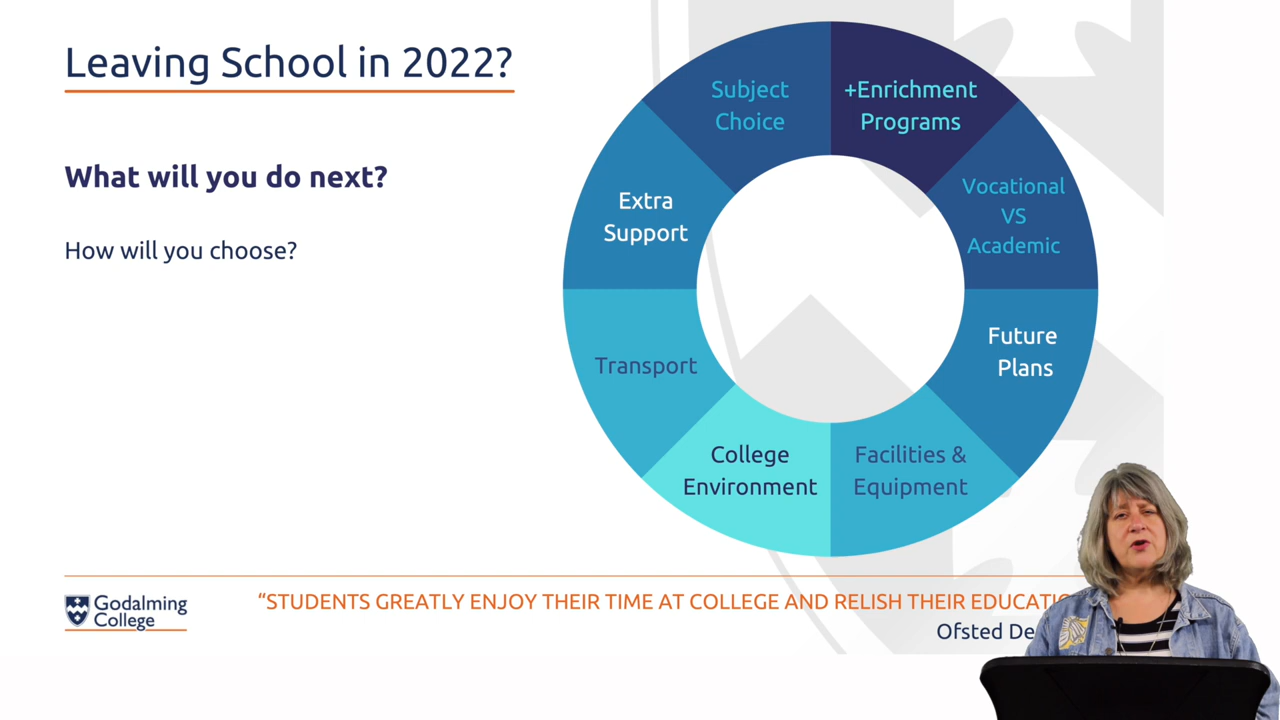 Leaving School in 2022?
What will you do next?
How will you choose?
Subject
Choice
+Enrichment
Programs
Vocational
VS
Academic
Extra
Support
Future
Plans
Transport
College
Environment
Facilities &
Equipment
Godalming
College
“STUDENTS GREATLY ENJOY THEIR TIME AT COLLEGE AND RELISH THEIR
Ofsted